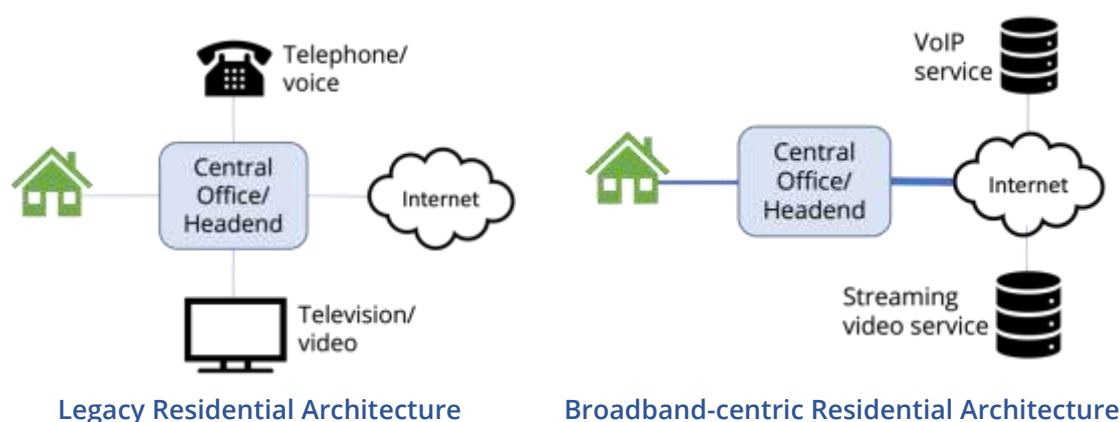 Telephone/
voice
Central
Office/
Headend
Internet
Television/
video
Legacy Residential Architecture
VoIP
service
Central
Office/
Headend
Internet
Streaming
video service
Broadband-centric Residential Architecture